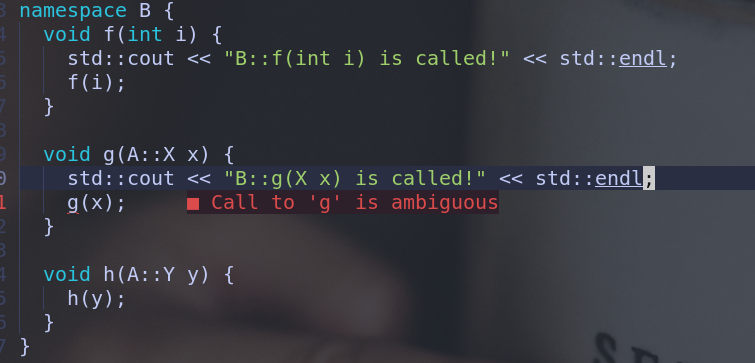 namespace B {
void f(int i) {
std::cout << "B::f(int i) is called!" << std::endl;
f(i);
}
void g(A::X x) {
std::cout << "B::g(X x) is called!" << std::endl;
g(x); ■ Call to 'g' is ambiguous
}
void h(A::Y y) {
h(y);
}
}